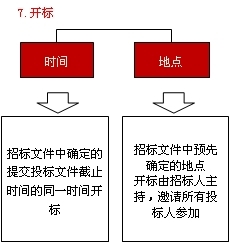 7.开标
时间
地点
招标文件中确定的
提交投标文件截止
时间的同一时间开
标
招标文件中预先
确定的地点
开标由招标人主
持,邀请所有投
标人参加